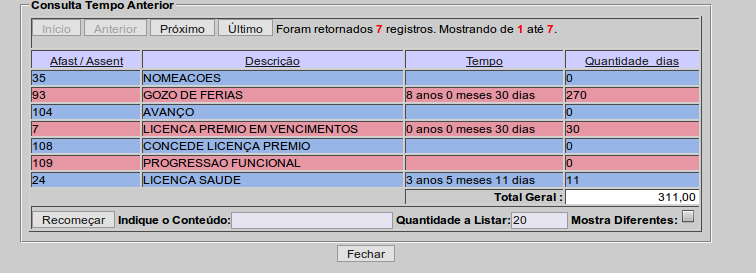 Consulta Tempo Anterior
Início Anterior Próximo Último Foram retornados 7 registros. Mostrando de 1 até 7.
Afast / Assent Descrição Tempo Quantidade_dias
35 NOMEACOES 0
93 GOZO DE FERIAS 8 anos 0 meses 30 dias 270
104 AVANÇO 0
7 LICENCA PREMIO EM VENCIMENTOS 0 anos 0 meses 30 dias 30
108 CONCEDE LICENÇA PREMIO 0
109 PROGRESSAO FUNCIONAL 0
24 LICENCA SAUDE 3 anos 5 meses 11 dias 11
Total Geral : 311,00
Recomeçar Indique o Conteúdo: Quantidade a Listar: 20 Mostra Diferentes:
Fechar